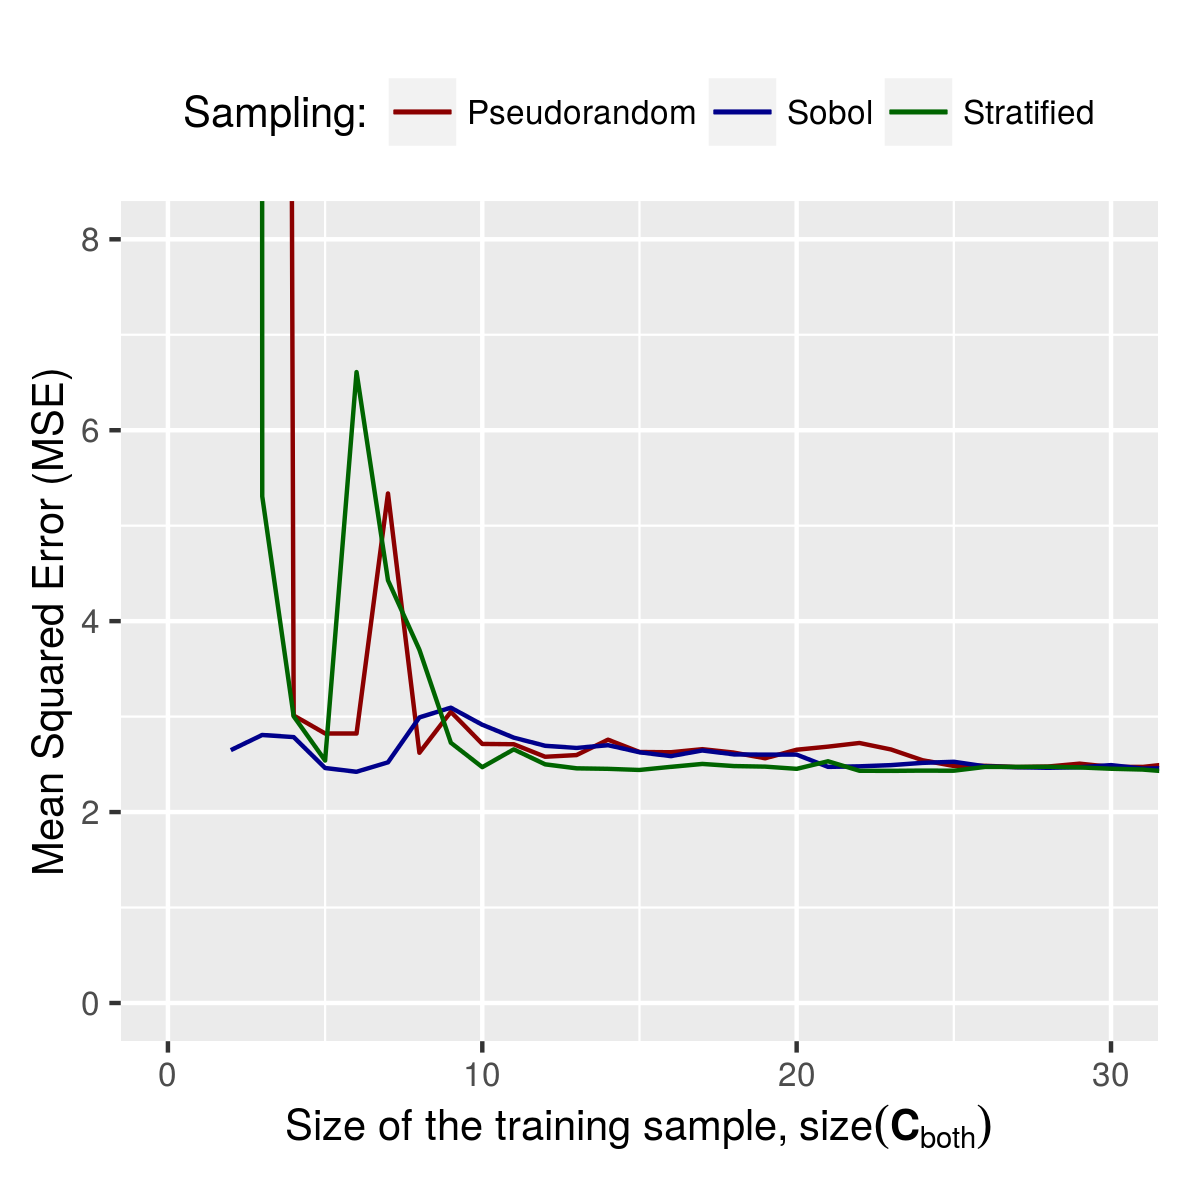 Sampling: Pseudorandom Sobol Stratified
8
6
4
2
0
Mean Squared Error (MSE)
0 10 20 30
Size of the training sample, size(C_both)